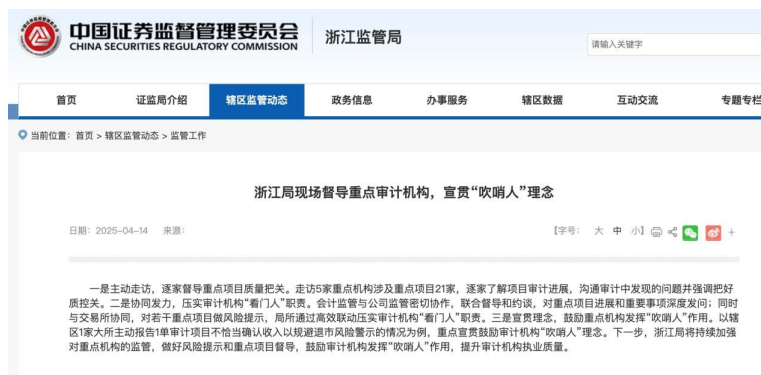 中国证券监督管理委员会
CHINA SECURITIES REGULATORY COMMISSION
浙江监管局
请输入关键字
首页 证监局介绍 辖区监管动态 政务信息 办事服务 辖区数据 互动交流 专题专栏
当前位置：首页 > 辖区监管动态 > 监管工作
浙江局现场督导重点审计机构，宣贯“吹哨人”理念
日期：2025-04-14 来源：
【字号： 大 中 小】
一是主动走访，逐家督导重点项目质量把关。走访5家重点机构涉及重点项目21家，逐家了解项目审计进展，沟通审计中发现的问题并强调把好
质控关。二是协同发力，压实审计机构“看门人”职责。会计监管与公司监管密切协作，联合督导和约谈，对重点项目进展和重要事项深度发问；同时
与交易所协同，对若干重点项目做风险提示，局所通过高效联动压实审计机构“看门人”职责。三是宣贯理念，鼓励重点机构发挥“吹哨人”作用。以辖
区1家大所主动报告1单审计项目不恰当确认收入以规避退市风险警示的情况为例，重点宣贯鼓励审计机构“吹哨人”理念。下一步，浙江局将持续加强
对重点机构的监管，做好风险提示和重点项目督导，鼓励审计机构发挥“吹哨人”作用，提升审计机构执业质量。